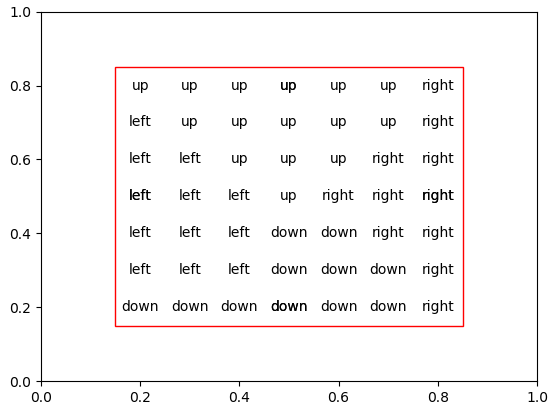 1.0
0.8 up up up up up up right
left up up up up up right
0.6 left left up up up right right
left left left up right right right
0.4 left left left down down right right
left left left down down down right
0.2 down down down down down down right
0.0
0.0 0.2 0.4 0.6 0.8 1.0